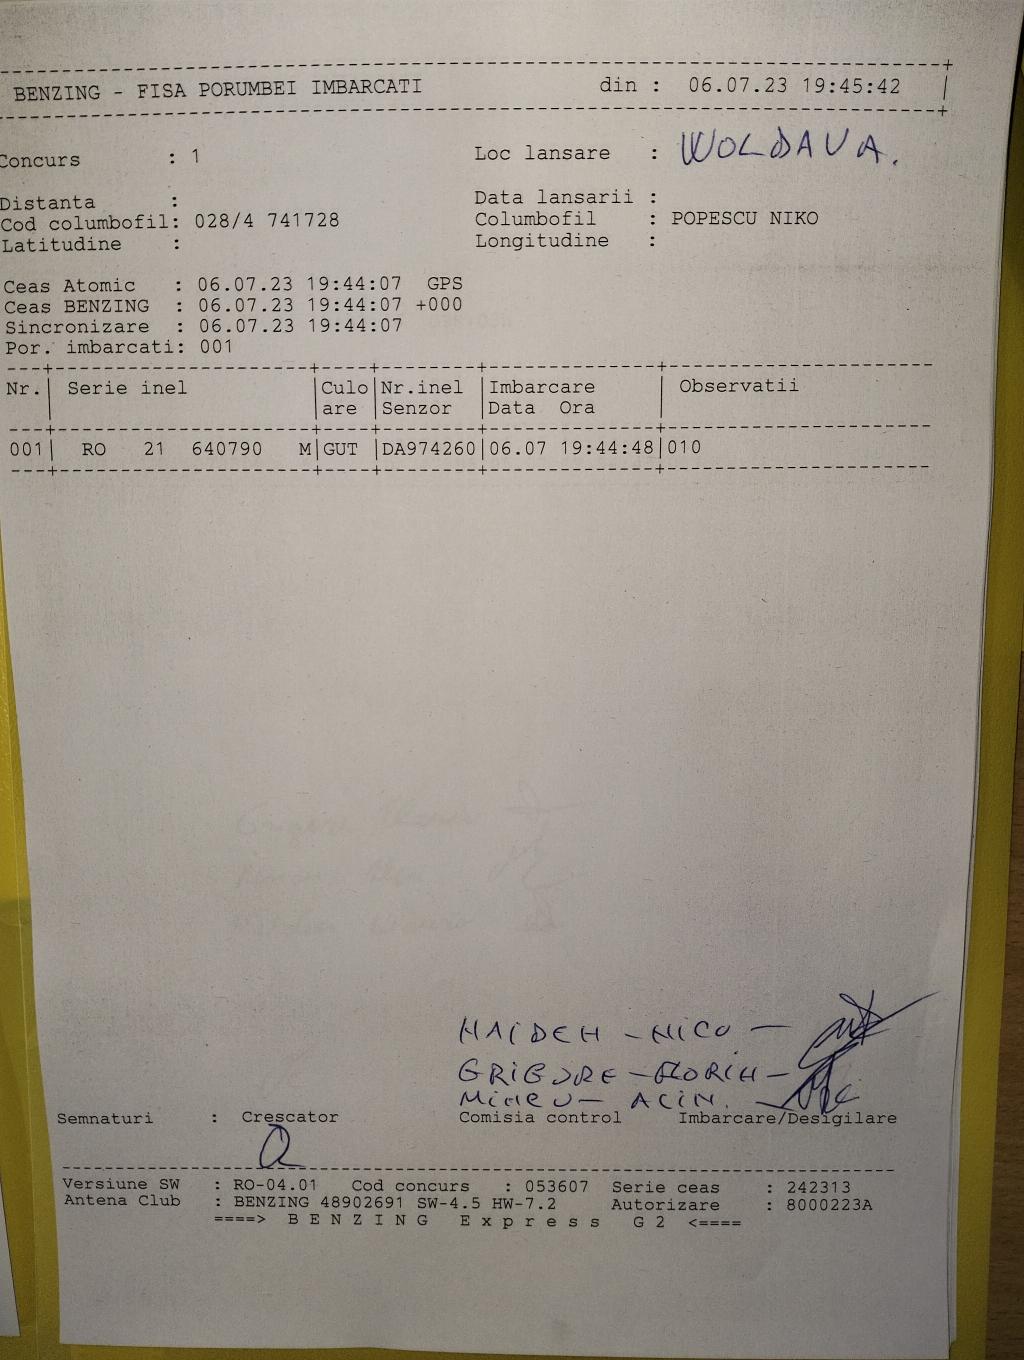 BENZING - FISA PORUMBEI IMBARCATI din : 06.07.23 19:45:42
Concurs : 1 Loc lansare : WOLDAVA.
Distanta : Data lansarii :
Cod columbofil: 028/4 741728 Columbofil : POPESCU NIKO
Latitudine : Longitudine :
Ceas Atomic : 06.07.23 19:44:07 GPS
Ceas BENZING : 06.07.23 19:44:07 +000
Sincronizare : 06.07.23 19:44:07
Por. imbarcati: 001
Nr.| Serie inel |Culo |Nr.inel |Imbarcare | Observatii
|are |Senzor |Data Ora |
001| RO 21 640790 M|GUT |DA974260|06.07 19:44:48|010
HAIDEH - NICU -
GRIGORE - FLORIN -
Semnaturi : Crescator Comisia control Imbarcare/Desigilare
Versiune SW : RO-04.01 Cod concurs : 053607 Serie ceas : 242313
Antena Club : BENZING 48902691 SW-4.5 HW-7.2 Autorizare : 8000223A
====> B E N Z I N G E x p r e s s G 2 <====